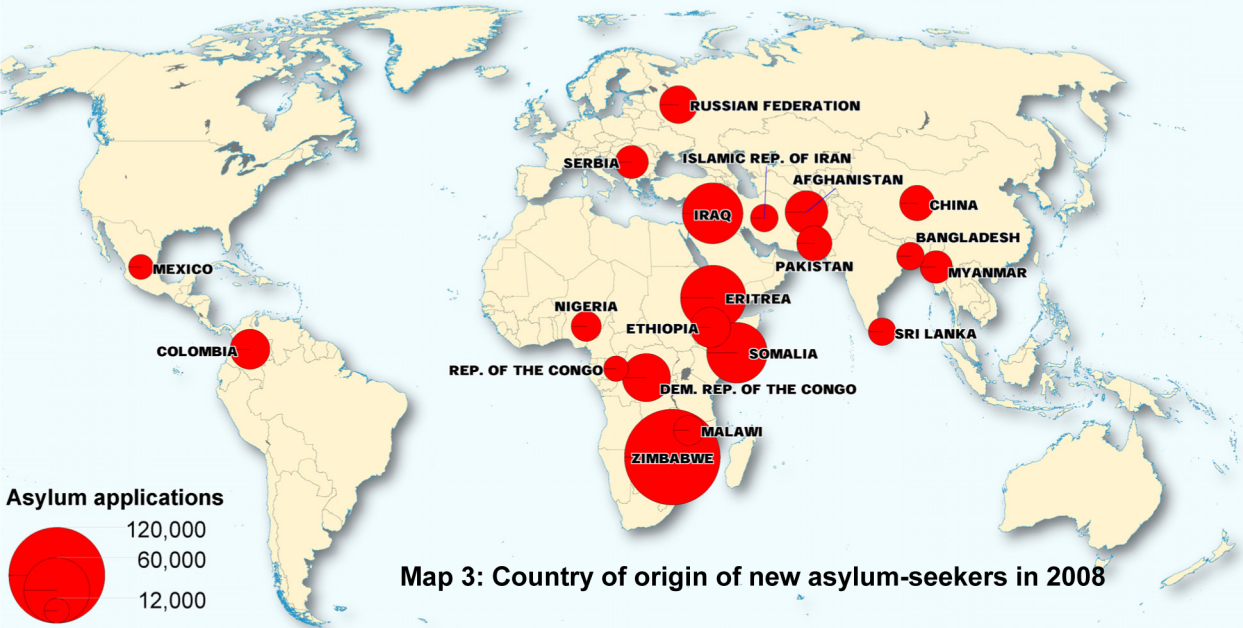 RUSSIAN FEDERATION
SERBIA
ISLAMIC REP. OF IRAN
AFGHANISTAN
IRAQ
CHINA
BANGLADESH
PAKISTAN
MYANMAR
MEXICO
ERITREA
NIGERIA
ETHIOPIA
SRI LANKA
COLOMBIA
SOMALIA
REP. OF THE CONGO
DEM. REP. OF THE CONGO
MALAWI
ZIMBABWE
Asylum applications
120,000
60,000
12,000
Map 3: Country of origin of new asylum-seekers in 2008